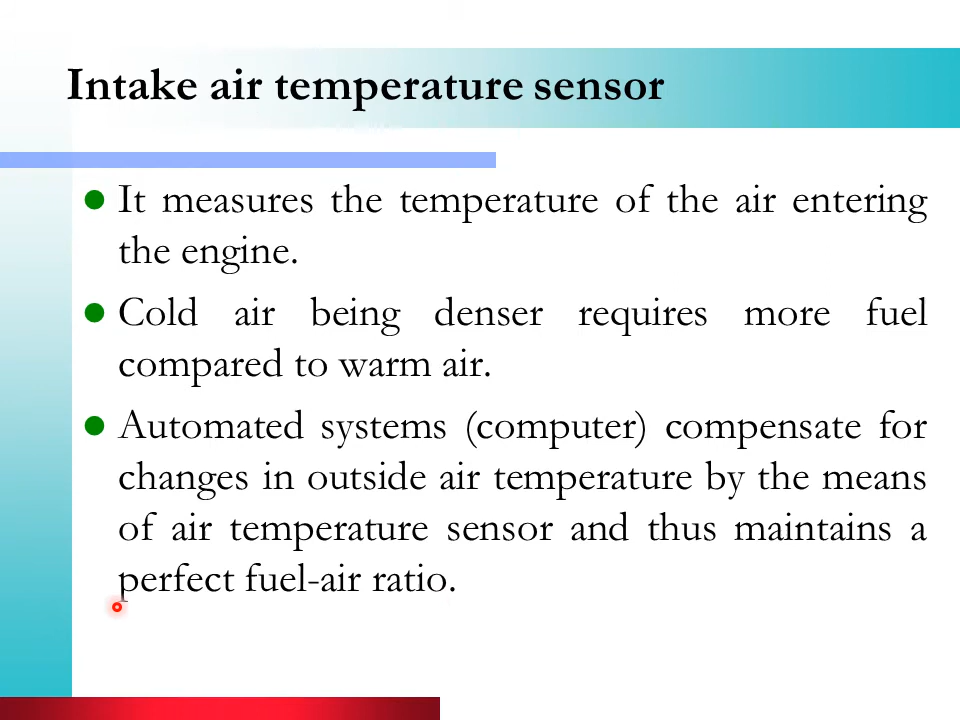 Intake air temperature sensor
It measures the temperature of the air entering
the engine.
Cold air being denser requires more fuel
compared to warm air.
Automated systems (computer) compensate for
changes in outside air temperature by the means
of air temperature sensor and thus maintains a
perfect fuel-air ratio.